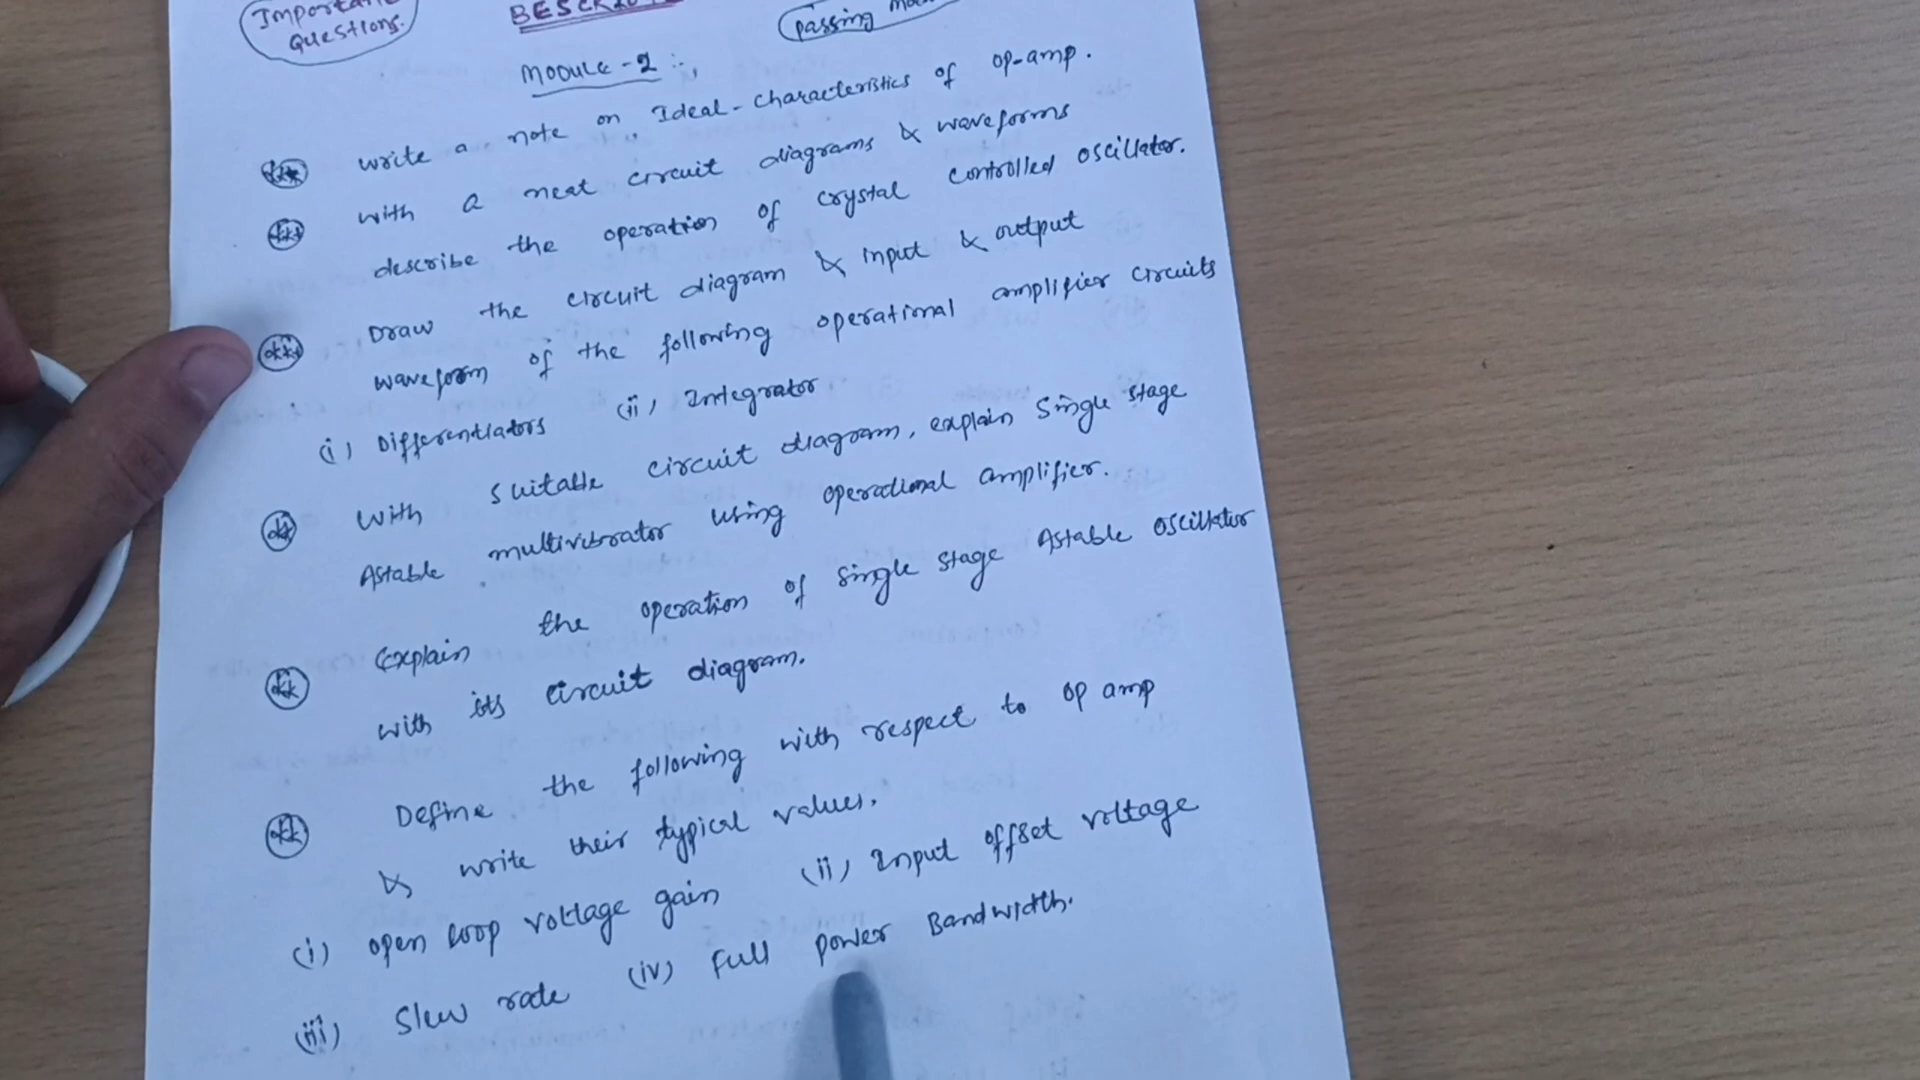 Important
Questions.
passing
MODULE - 2 :-
*** Write a note on Ideal-characteristics of op-amp.
*** With a neat circuit diagrams & waveforms
describe the operation of crystal controlled oscillator.
*** Draw the circuit diagram & input & output
waveform of the following operational amplifier circuits
(i) Differentiators (ii) Integrator
** With suitable circuit diagram, explain single stage
Astable multivibrator using operational amplifier.
** Explain the operation of single stage Astable oscillator
with its circuit diagram.
** Define the following with respect to op amp
& write their typical values.
(i) open loop voltage gain (ii) Input offset voltage
(iii) Slew rate (iv) Full power Bandwidth.